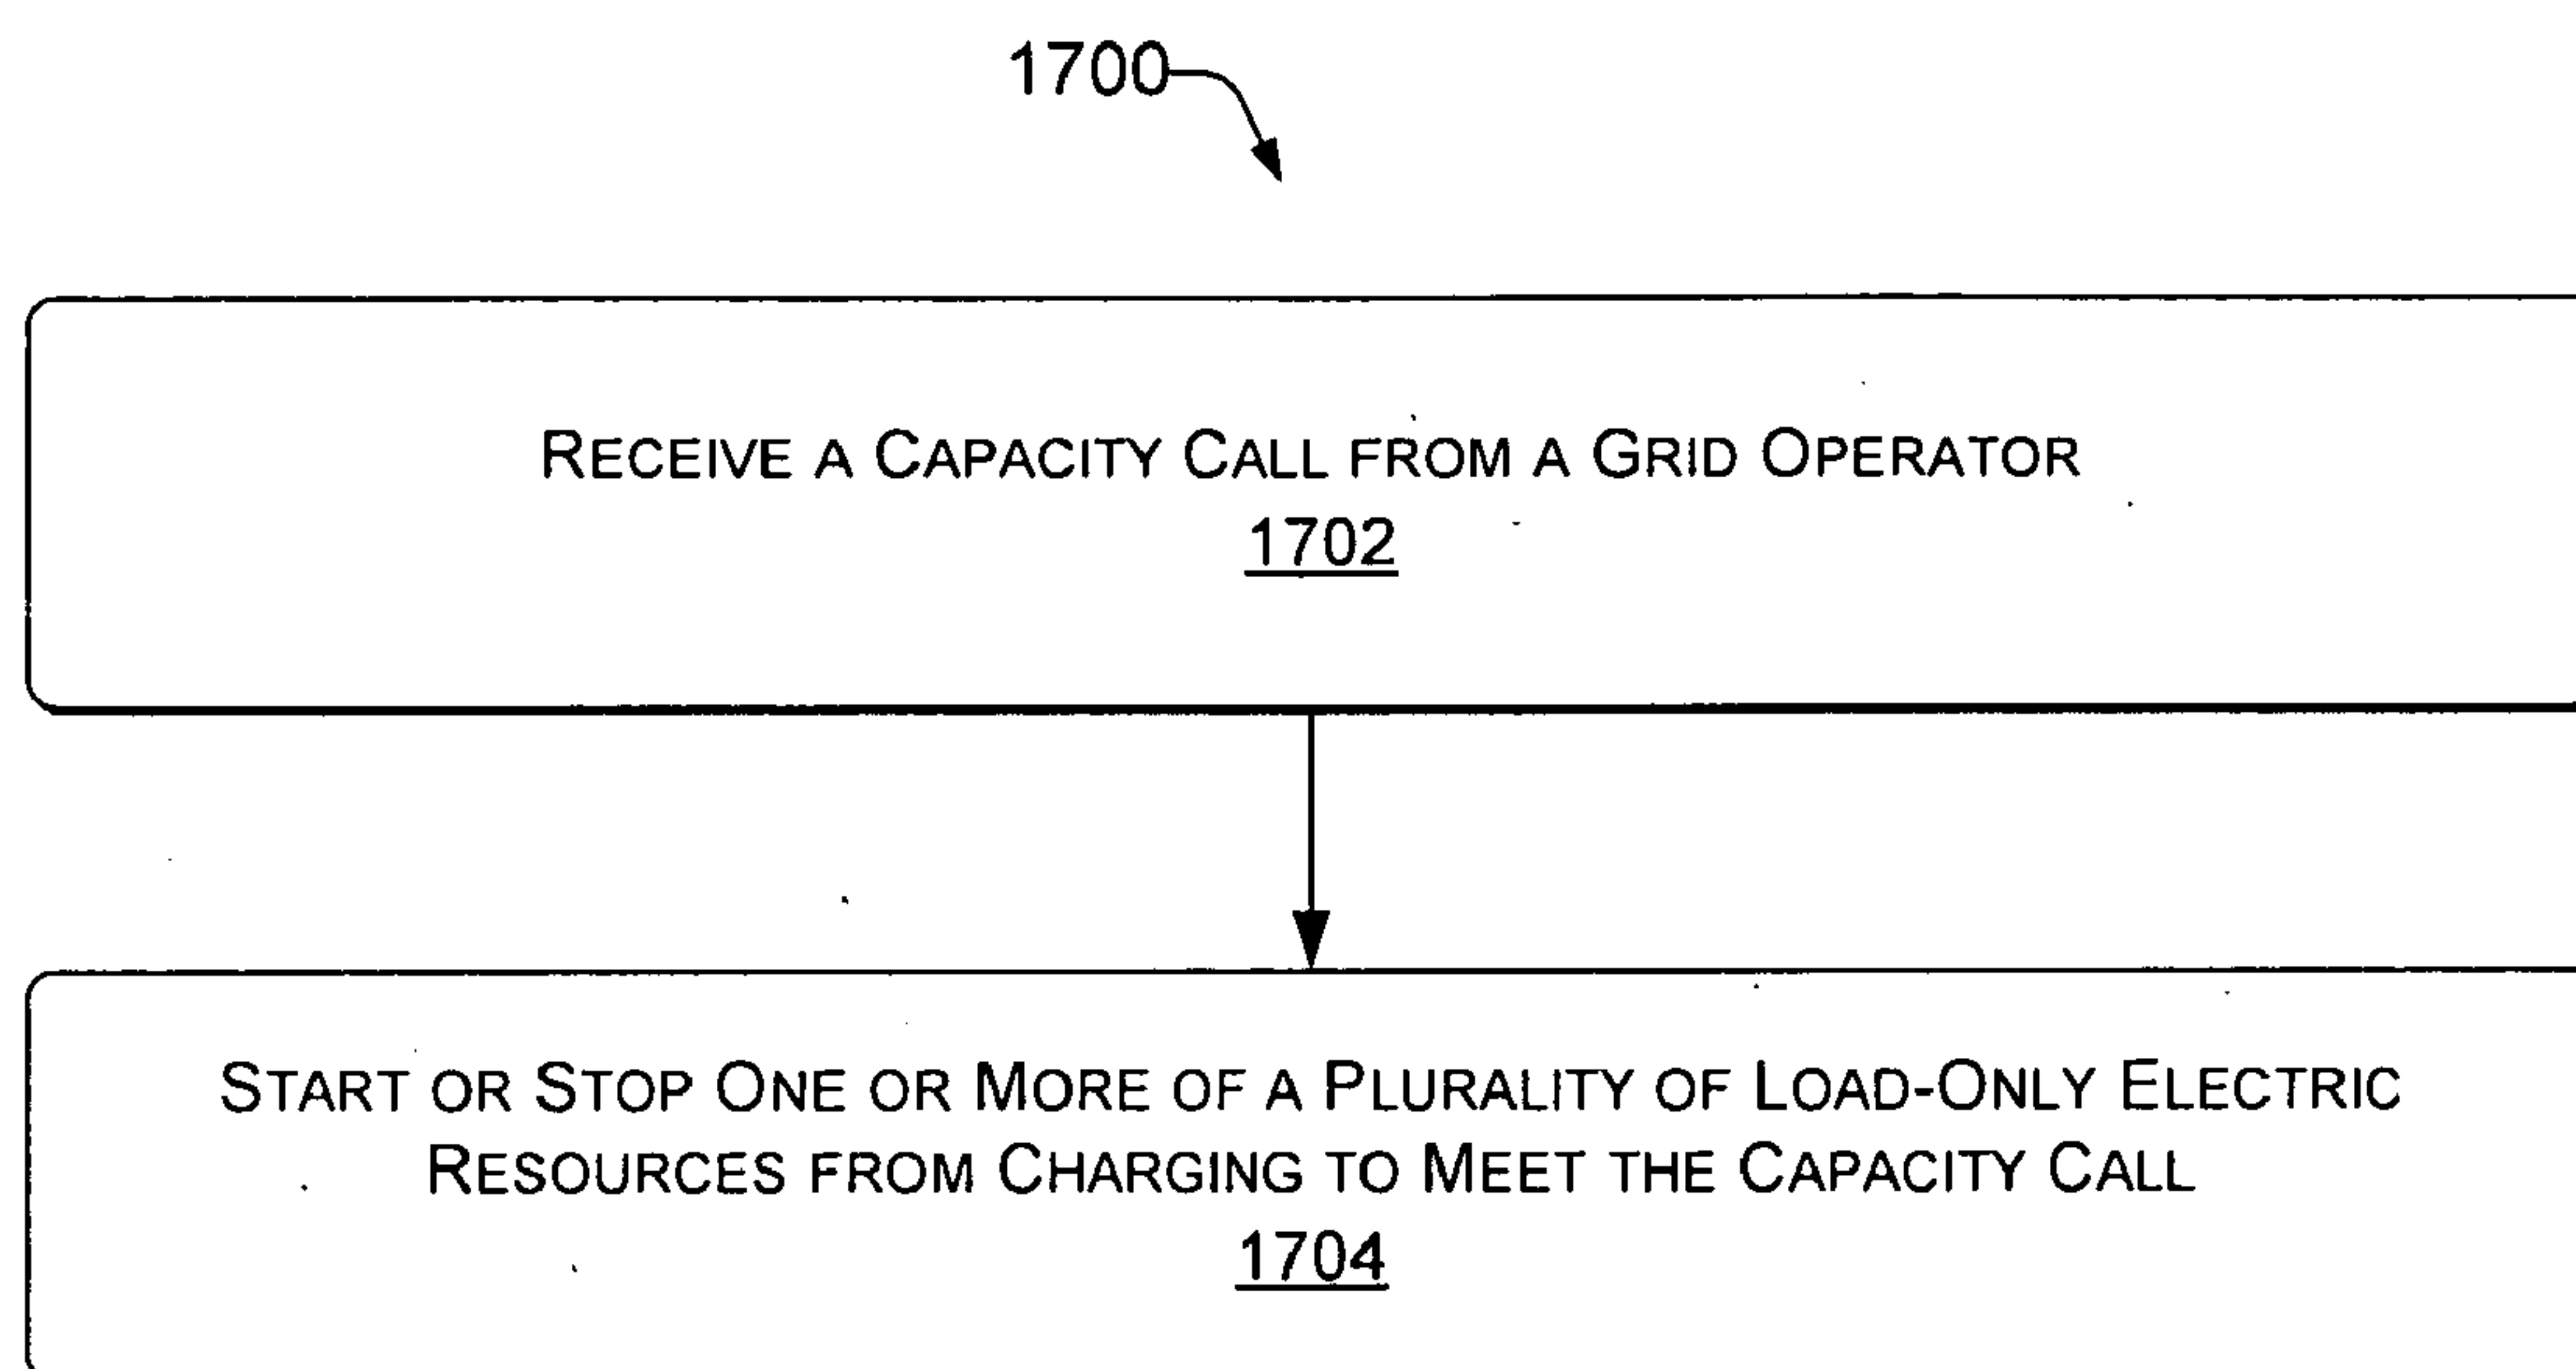 1700
RECEIVE A CAPACITY CALL FROM A GRID OPERATOR
1702
START OR STOP ONE OR MORE OF A PLURALITY OF LOAD-ONLY ELECTRIC
RESOURCES FROM CHARGING TO MEET THE CAPACITY CALL
1704